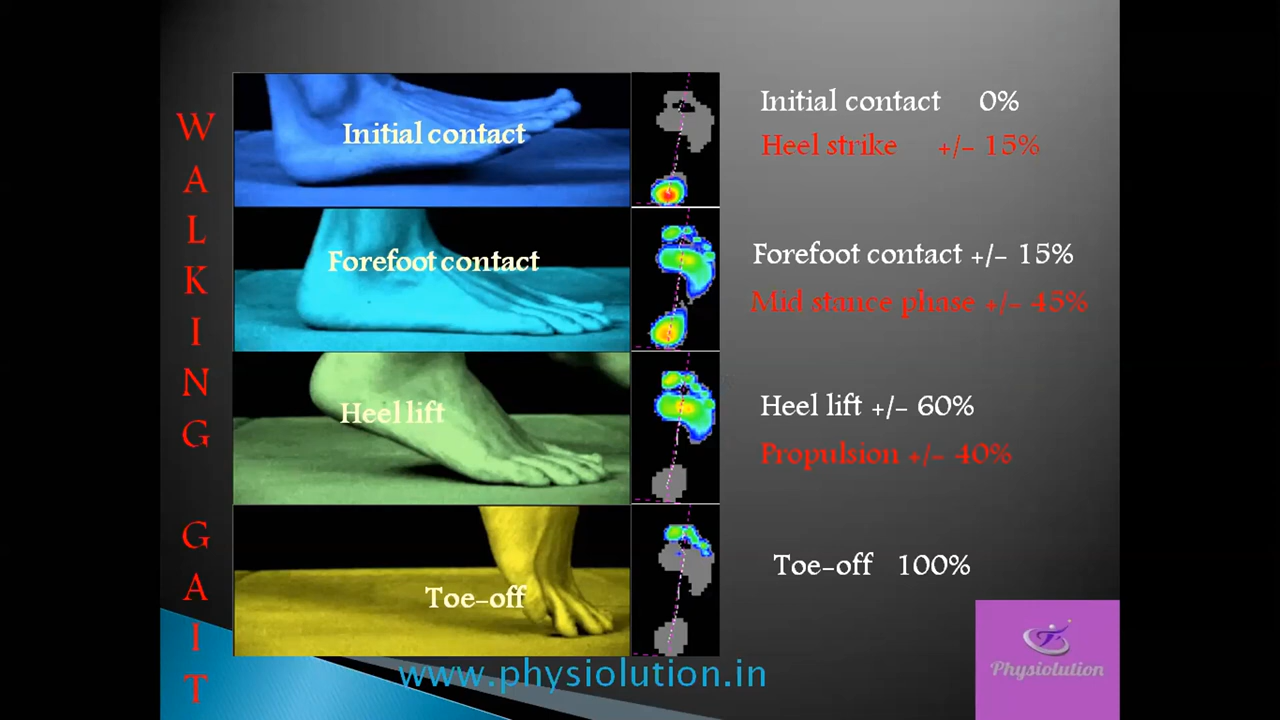 WALKING GAIT
Initial contact
Initial contact 0%
Heel strike +/- 15%
Forefoot contact
Forefoot contact +/- 15%
Mid stance phase +/- 45%
Heel lift
Heel lift +/- 60%
Propulsion +/- 40%
Toe-off
Toe-off 100%
www.physiolution.in
Physiolution